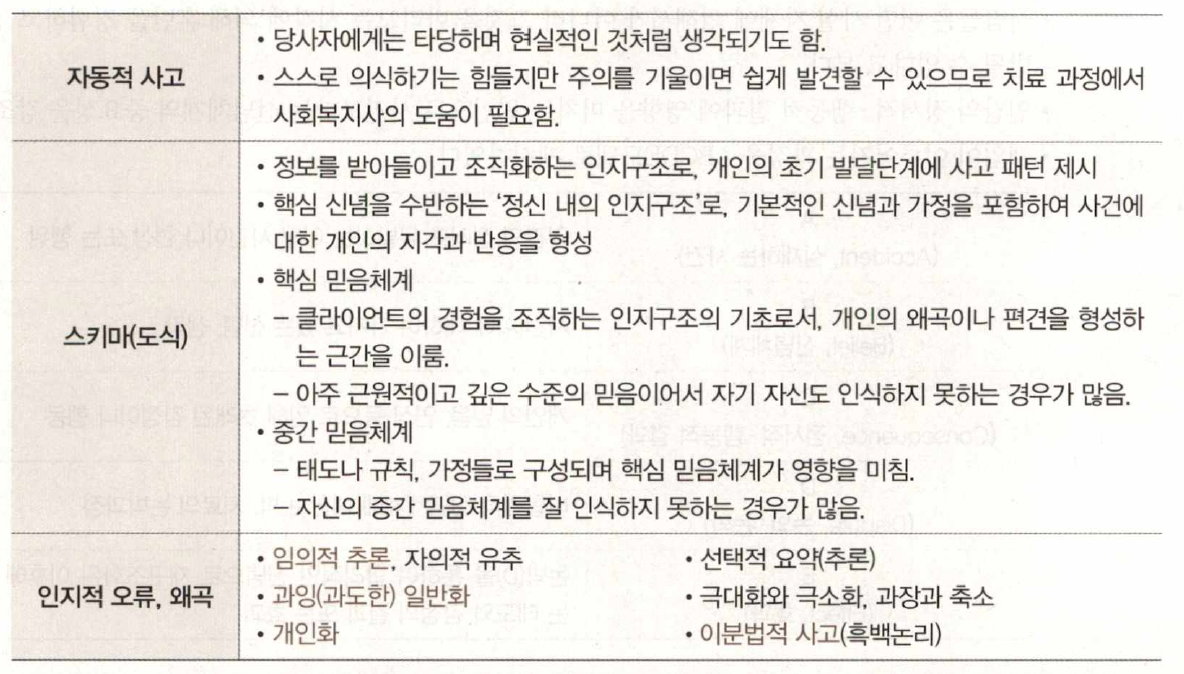 자동적 사고
• 당사자에게는 타당하며 현실적인 것처럼 생각되기도 함.
• 스스로 의식하기는 힘들지만 주의를 기울이면 쉽게 발견할 수 있으므로 치료 과정에서
사회복지사의 도움이 필요함.
스키마(도식)
• 정보를 받아들이고 조직화하는 인지구조로, 개인의 초기 발달단계에 사고 패턴 제시
• 핵심 신념을 수반하는 '정신 내의 인지구조'로, 기본적인 신념과 가정을 포함하여 사건에
대한 개인의 지각과 반응을 형성
• 핵심 믿음체계
– 클라이언트의 경험을 조직하는 인지구조의 기초로서, 개인의 왜곡이나 편견을 형성하
는 근간을 이룸.
– 아주 근원적이고 깊은 수준의 믿음이어서 자기 자신도 인식하지 못하는 경우가 많음.
• 중간 믿음체계
– 태도나 규칙, 가정들로 구성되며 핵심 믿음체계가 영향을 미침.
– 자신의 중간 믿음체계를 잘 인식하지 못하는 경우가 많음.
인지적 오류, 왜곡
• 임의적 추론, 자의적 유추
• 과잉(과도한) 일반화
• 개인화
• 선택적 요약(추론)
• 극대화와 극소화, 과장과 축소
• 이분법적 사고(흑백논리)